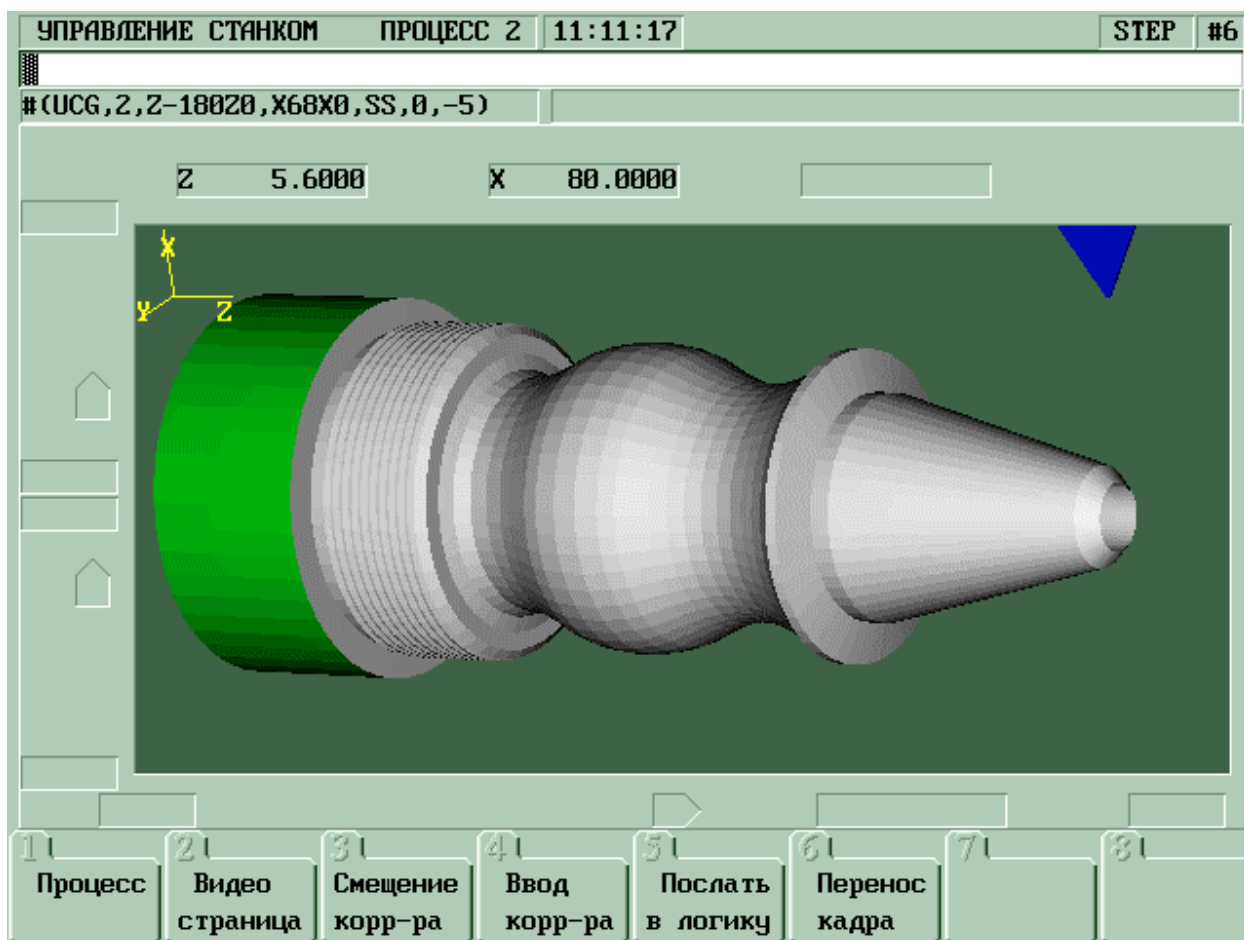 УПРАВЛЕНИЕ СТАНКОМ ПРОЦЕСС 2 11:11:17 STEP #6
#(UCG,2,Z-180Z0,X68X0,SS,0,-5)
Z 5.6000 X 80.0000
X
Y Z
1 2 3 4 5 6 7 8
Процесс Видео Смещение Ввод Послать Перенос
страница корр-ра корр-ра в логику кадра